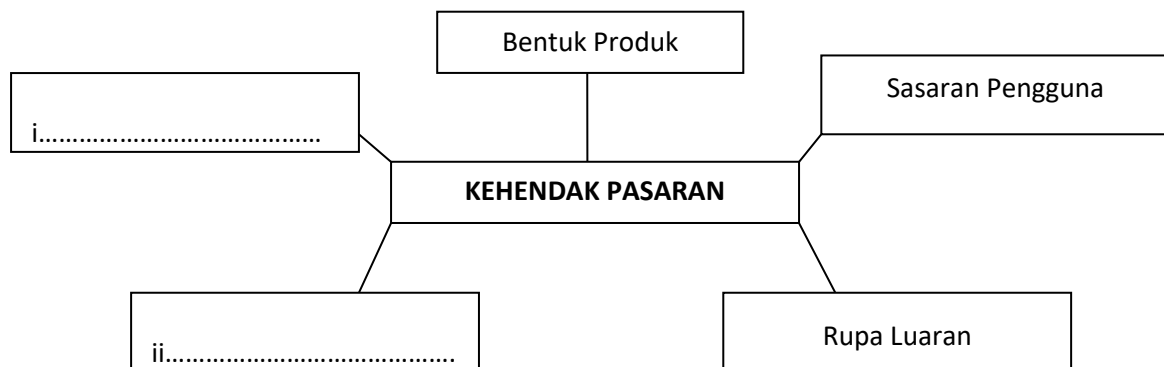 Bentuk Produk
Sasaran Pengguna
i.......................................
KEHENDAK PASARAN
ii........................................
Rupa Luaran